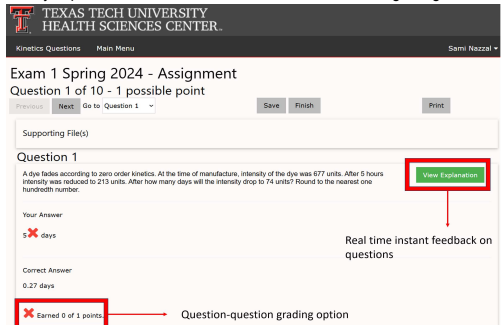 TEXAS TECH UNIVERSITY
HEALTH SCIENCES CENTER.
Kinetics Questions Main Menu Sami Nazzal
Exam 1 Spring 2024 - Assignment
Question 1 of 10 - 1 possible point
Previous Next Go to Question 1 Save Finish Print
Supporting File(s)
Question 1
A dye fades according to zero order kinetics. At the time of manufacture, intensity of the dye was 677 units. After 5 hours
intensity was reduced to 213 units. After how many days will the intensity drop to 74 units? Round to the nearest one
hundredth number.
View Explanation
Your Answer
5 days
Real time instant feedback on
questions
Correct Answer
0.27 days
Earned 0 of 1 points.
Question-question grading option